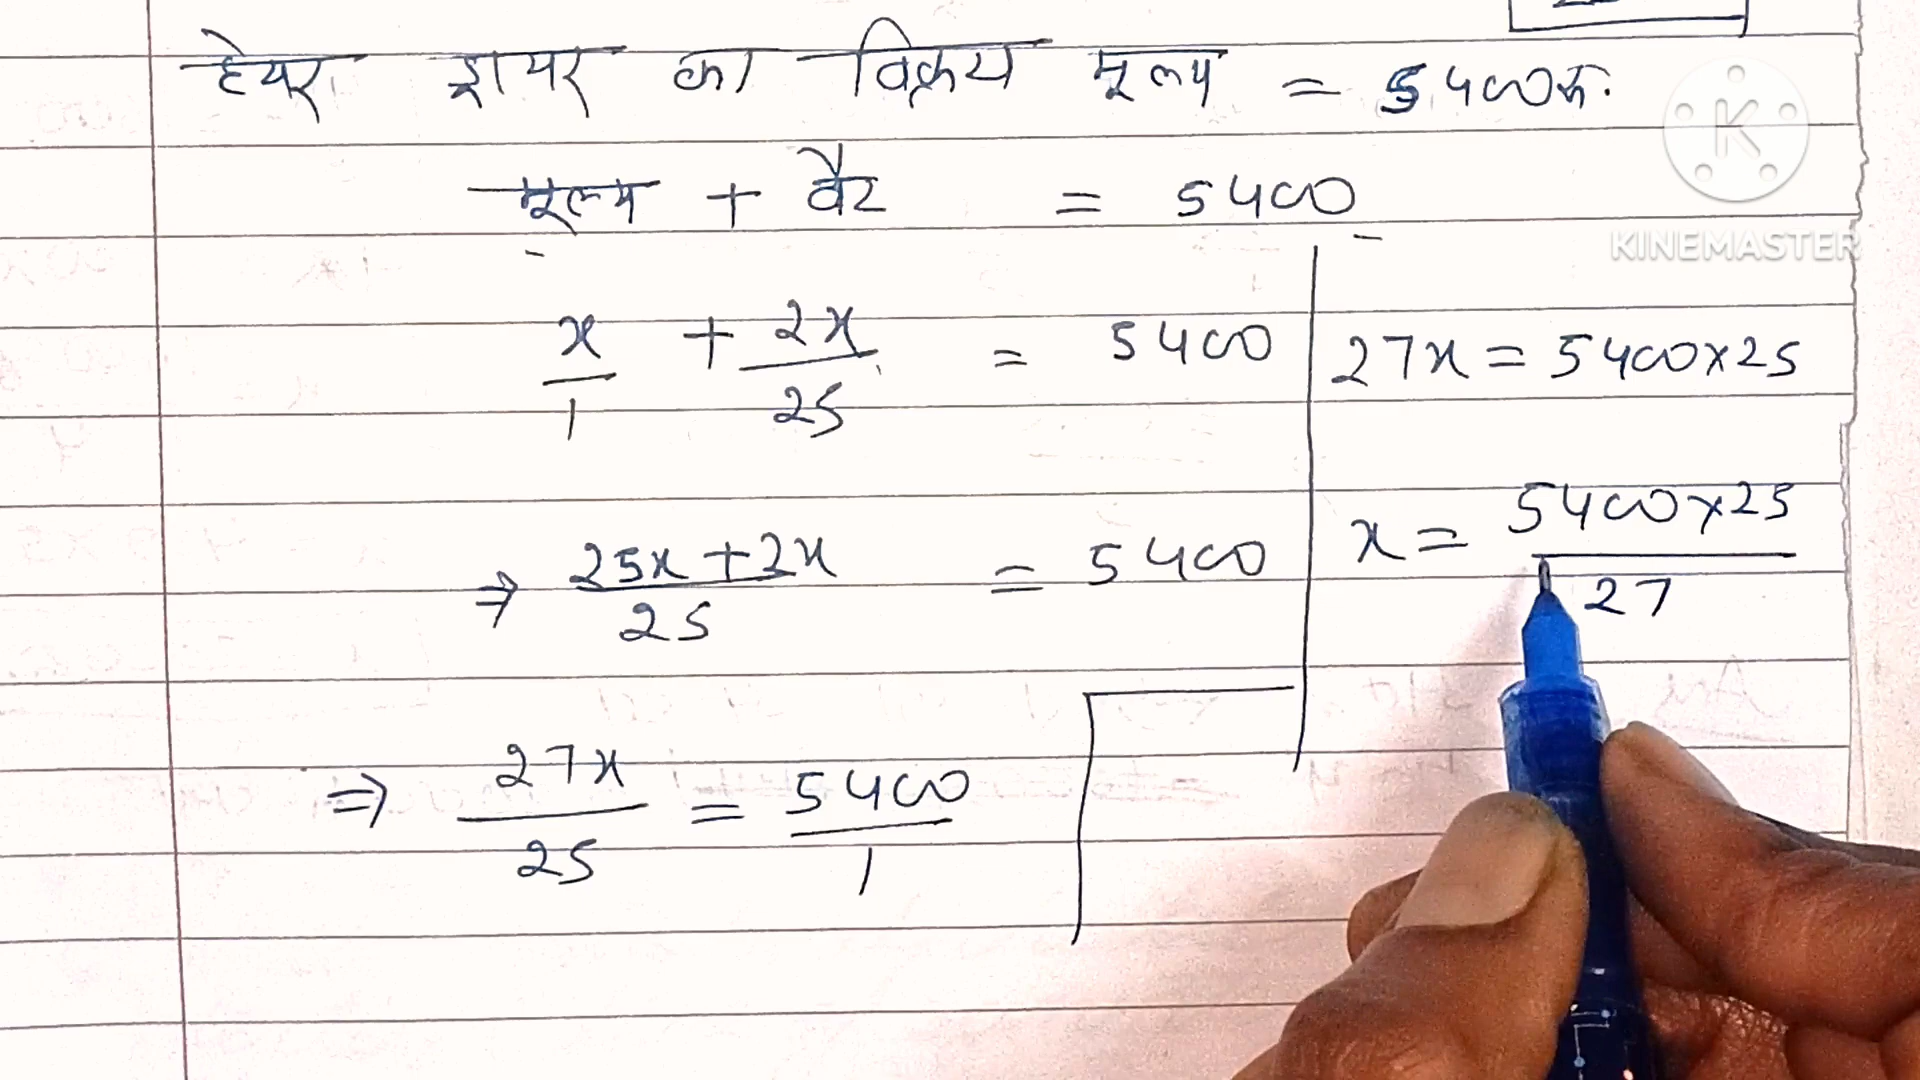 हेयर ड्रायर का विक्रय मूल्य = 5400रू.
मूल्य + वैट = 5400
x/1 + 2x/25 = 5400
⇒ 25x+2x/25 = 5400
⇒ 27x/25 = 5400/1
27x = 5400×25
x = 5400×25/27
K
KINEMASTER